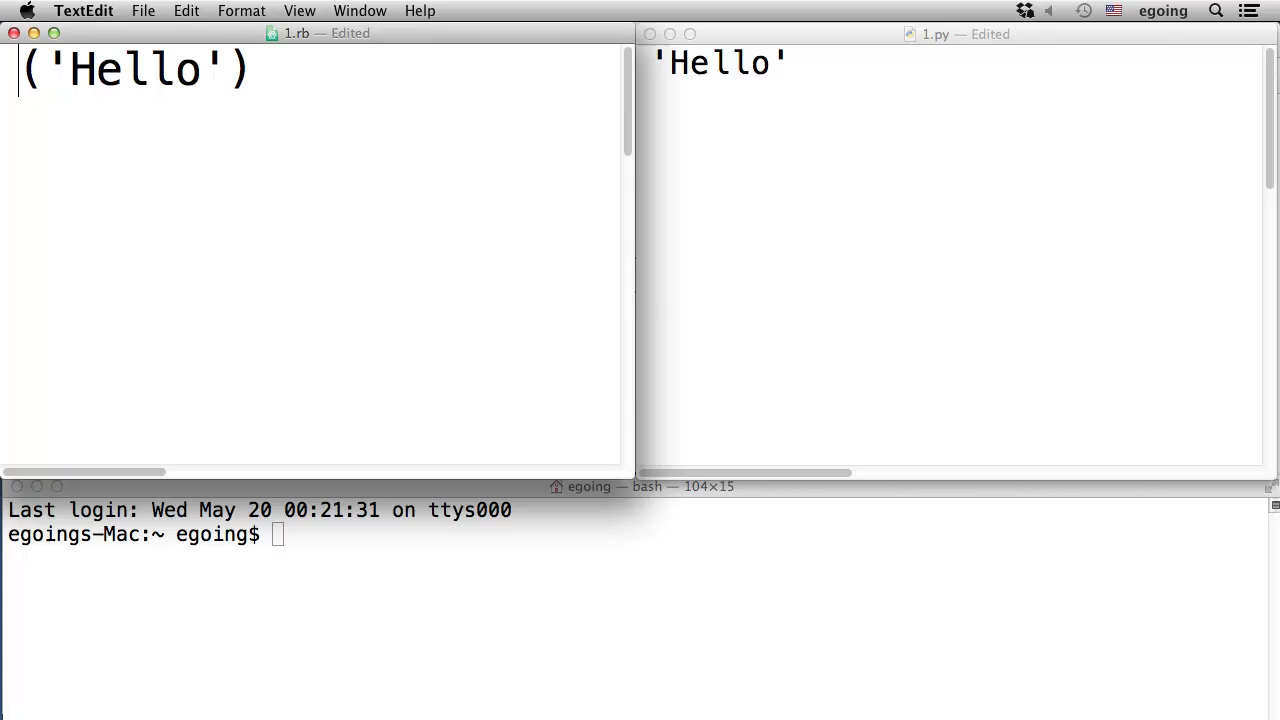 TextEdit File Edit Format View Window Help egoing
1.rb — Edited
('Hello')
1.py — Edited
'Hello'
egoing — bash — 104×15
Last login: Wed May 20 00:21:31 on ttys000
egoings-Mac:~ egoing$